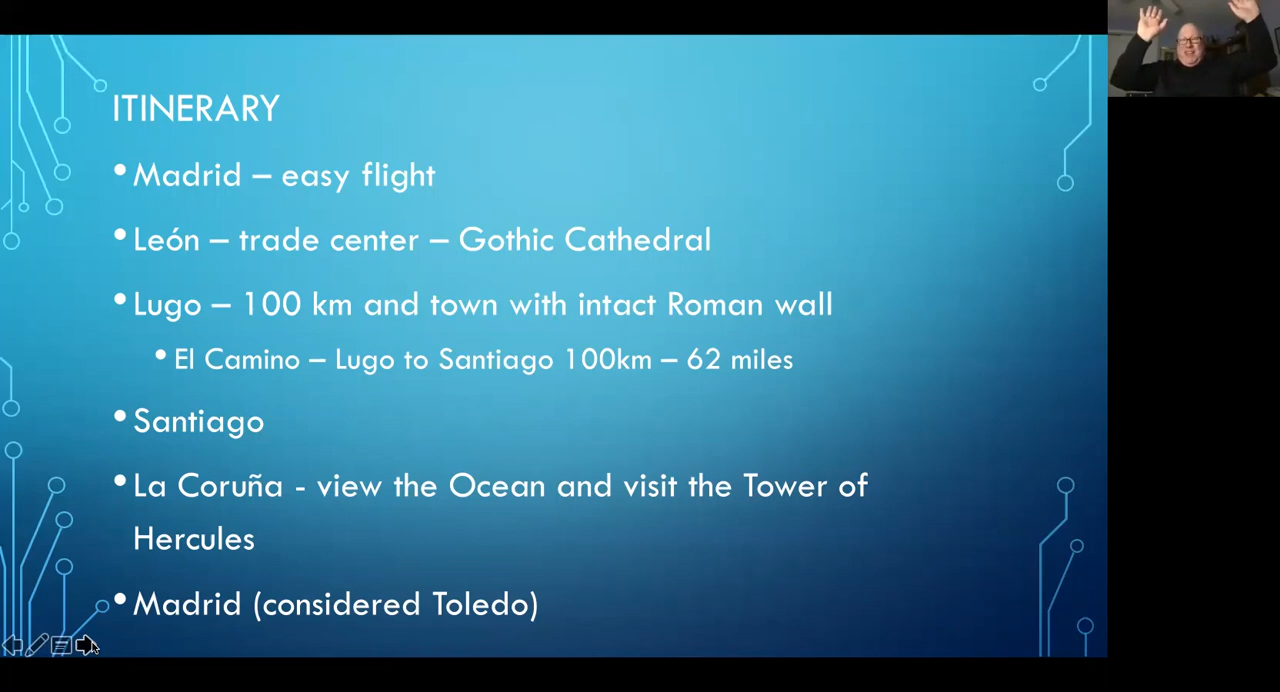 ITINERARY
• Madrid – easy flight
• León – trade center – Gothic Cathedral
• Lugo – 100 km and town with intact Roman wall
• El Camino – Lugo to Santiago 100km – 62 miles
• Santiago
• La Coruña - view the Ocean and visit the Tower of
Hercules
• Madrid (considered Toledo)